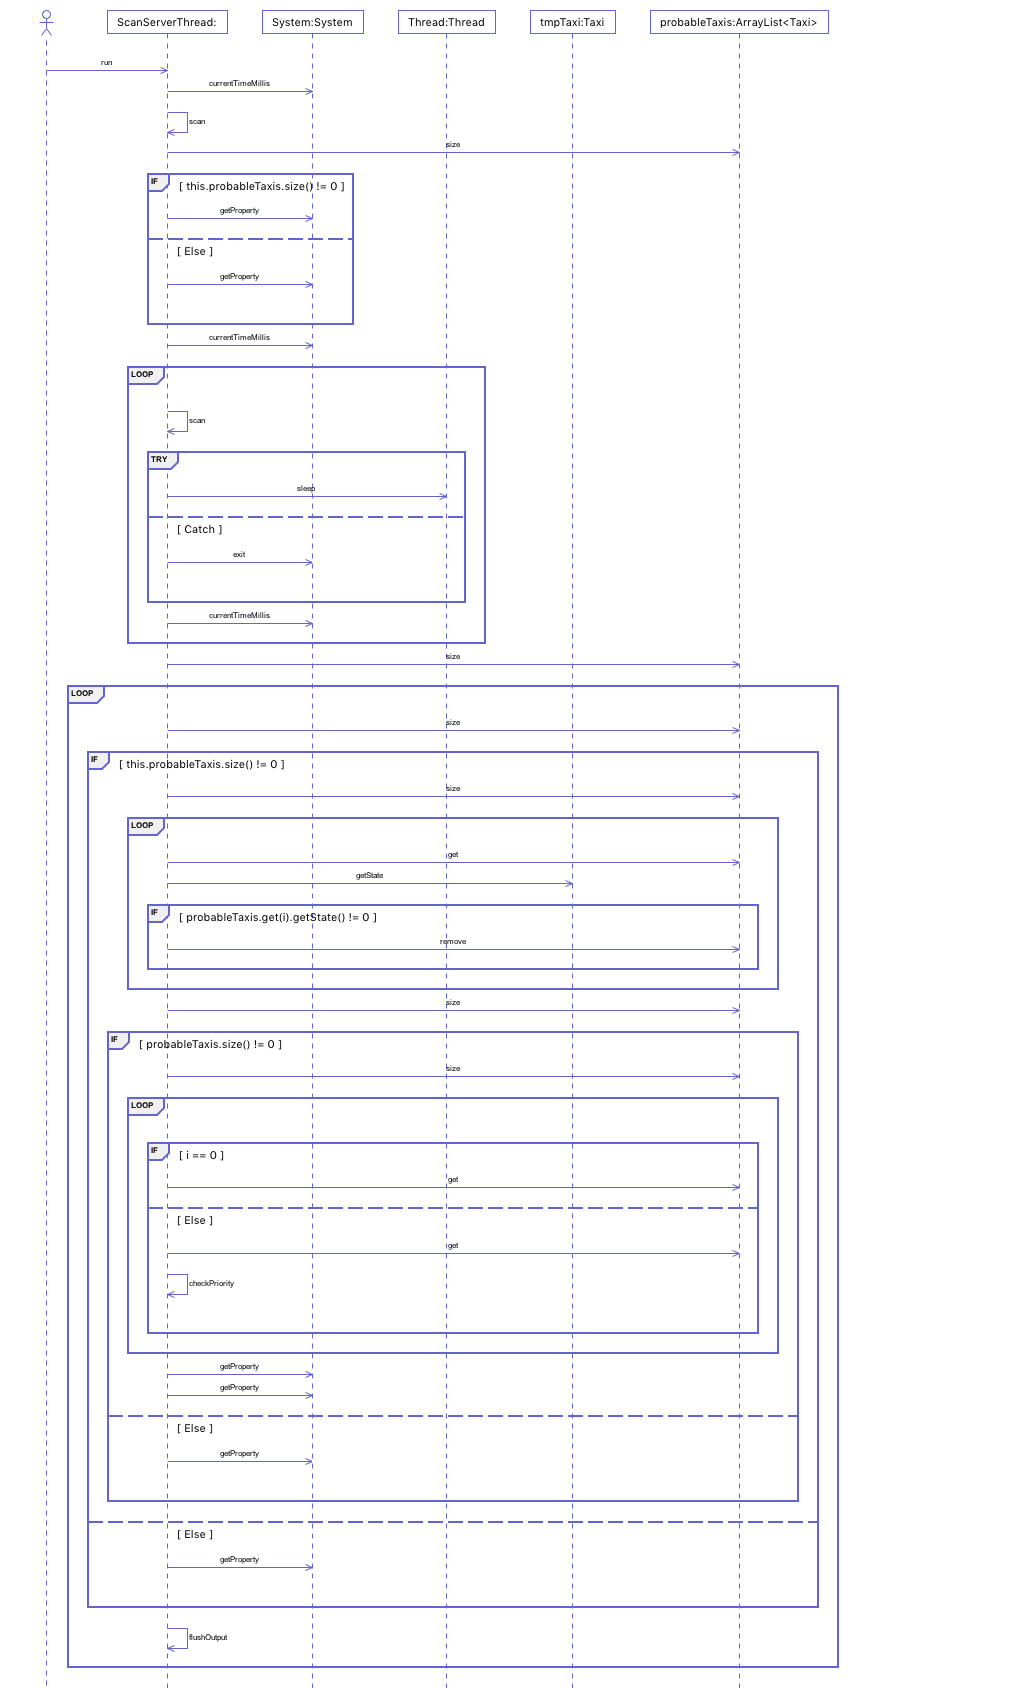 ScanServerThread:
System:System
Thread:Thread
tmpTaxi:Taxi
probableTaxis:ArrayList<Taxi>
run
currentTimeMillis
scan
size
IF
[ this.probableTaxis.size() != 0 ]
getProperty
[ Else ]
getProperty
currentTimeMillis
LOOP
scan
TRY
sleep
[ Catch ]
exit
currentTimeMillis
size
LOOP
size
IF
[ this.probableTaxis.size() != 0 ]
size
LOOP
get
getState
IF
[ probableTaxis.get(i).getState() != 0 ]
remove
size
IF
[ probableTaxis.size() != 0 ]
size
LOOP
IF
[ i == 0 ]
get
[ Else ]
get
checkPriority
getProperty
getProperty
[ Else ]
getProperty
[ Else ]
getProperty
flushOutput